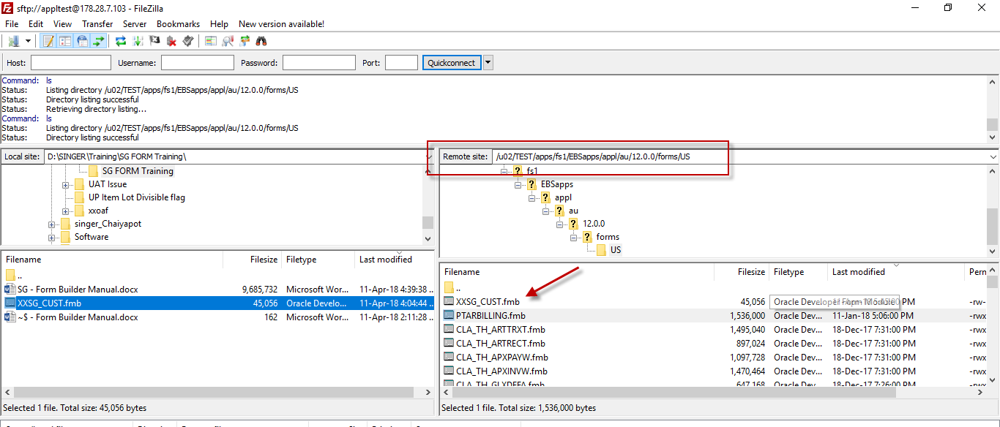 sftp://appltest@178.28.7.103 - FileZilla
File Edit View Transfer Server Bookmarks Help New version available!
Host: Username: Password: Port: Quickconnect
Command: ls
Status: Listing directory /u02/TEST/apps/fs1/EBSapps/appl/au/12.0.0/forms/US
Status: Directory listing successful
Status: Retrieving directory listing...
Command: ls
Status: Listing directory /u02/TEST/apps/fs1/EBSapps/appl/au/12.0.0/forms/US
Status: Directory listing successful
Local site: D:\SINGER\Training\SG FORM Training\
SG FORM Training
UAT Issue
UP Item Lot Divisible flag
xxoaf
singer_Chaiyapot
Software
Filename Filesize Filetype Last modified
..
SG - Form Builder Manual.docx 9,685,732 Microsoft Wor... 11-Apr-18 4:39:38 ...
XXSG_CUST.fmb 45,056 Oracle Develo... 11-Apr-18 4:04:44 ...
~$ - Form Builder Manual.docx 162 Microsoft Wor... 11-Apr-18 2:11:28 ...
Selected 1 file. Total size: 45,056 bytes
Remote site: /u02/TEST/apps/fs1/EBSapps/appl/au/12.0.0/forms/US
fs1
EBSapps
appl
au
12.0.0
forms
US
Filename Filesize Filetype Last modified Perm
..
XXSG_CUST.fmb 45,056 Oracle Dev... PM -rw-
PTARBILLING.fmb 1,536,000 Oracle Dev... 11-Jan-18 5:06:00 PM -rwx
CLA_TH_ARTTRXT.fmb 1,495,040 Oracle Dev... 18-Dec-17 7:31:00 PM -rwx
CLA_TH_ARTRECT.fmb 897,024 Oracle Dev... 18-Dec-17 7:31:00 PM -rwx
CLA_TH_APXPAYW.fmb 1,097,728 Oracle Dev... 18-Dec-17 7:31:00 PM -rwx
CLA_TH_APXINVW.fmb 1,470,464 Oracle Dev... 18-Dec-17 7:31:00 PM -rwx
647,168 Oracle Dev... 18-Dec-17 7:26:00 PM -rwx
Selected 1 file. Total size: 1,536,000 bytes